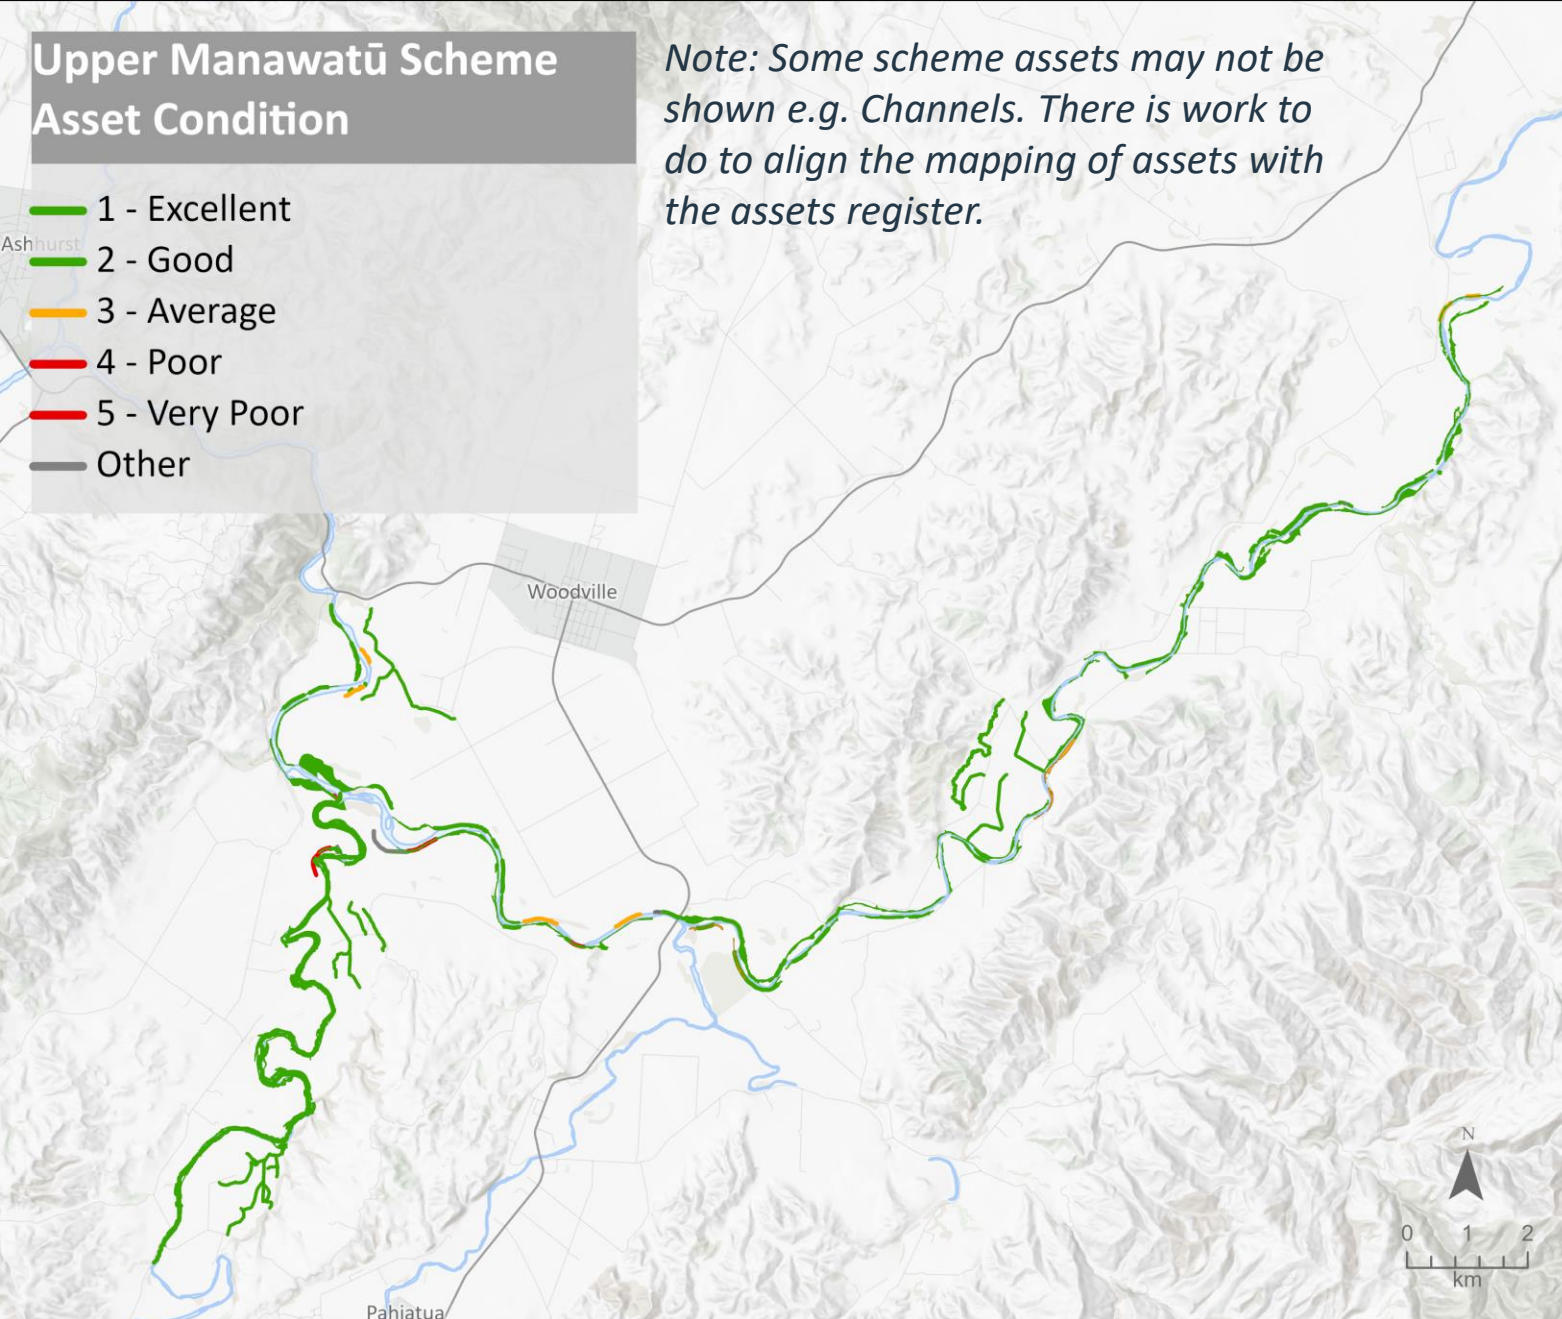 Upper Manawatū Scheme
Asset Condition
1 - Excellent
2 - Good
3 - Average
4 - Poor
5 - Very Poor
Other
Note: Some scheme assets may not be
shown e.g. Channels. There is work to
do to align the mapping of assets with
the assets register.
Ashhurst
Woodville
Pahiatua
N
0 1 2
km